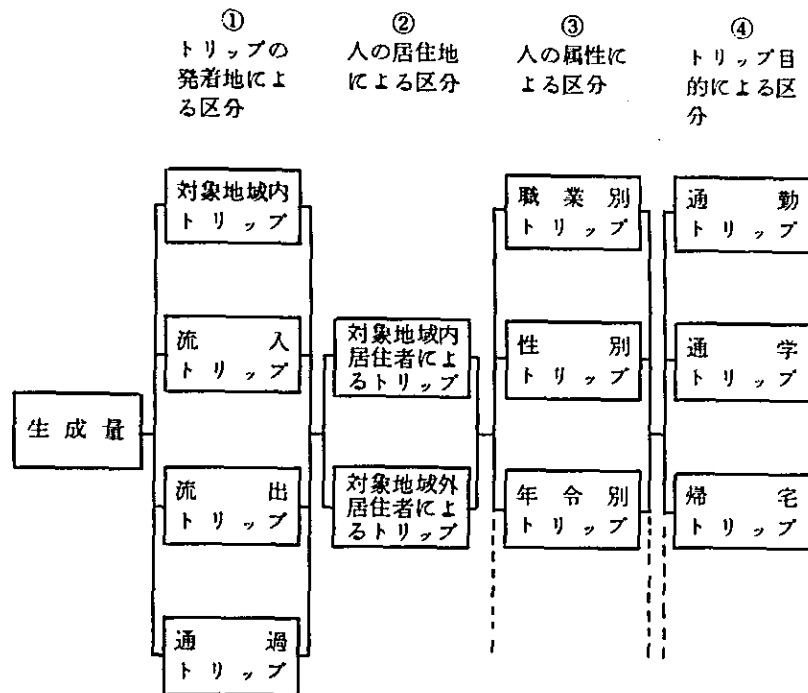 ①
トリップの
発着地によ
る区分
②
人の居住地
による区分
③
人の属性に
よる区分
④
トリップ目
的による区
分
生成量
対象地域内
トリップ
流入
トリップ
流出
トリップ
通過
トリップ
対象地域内
居住者によ
るトリップ
対象地域外
居住者によ
るトリップ
職業別
トリップ
性別
トリップ
年令別
トリップ
通勤
トリップ
通学
トリップ
帰宅
トリップ